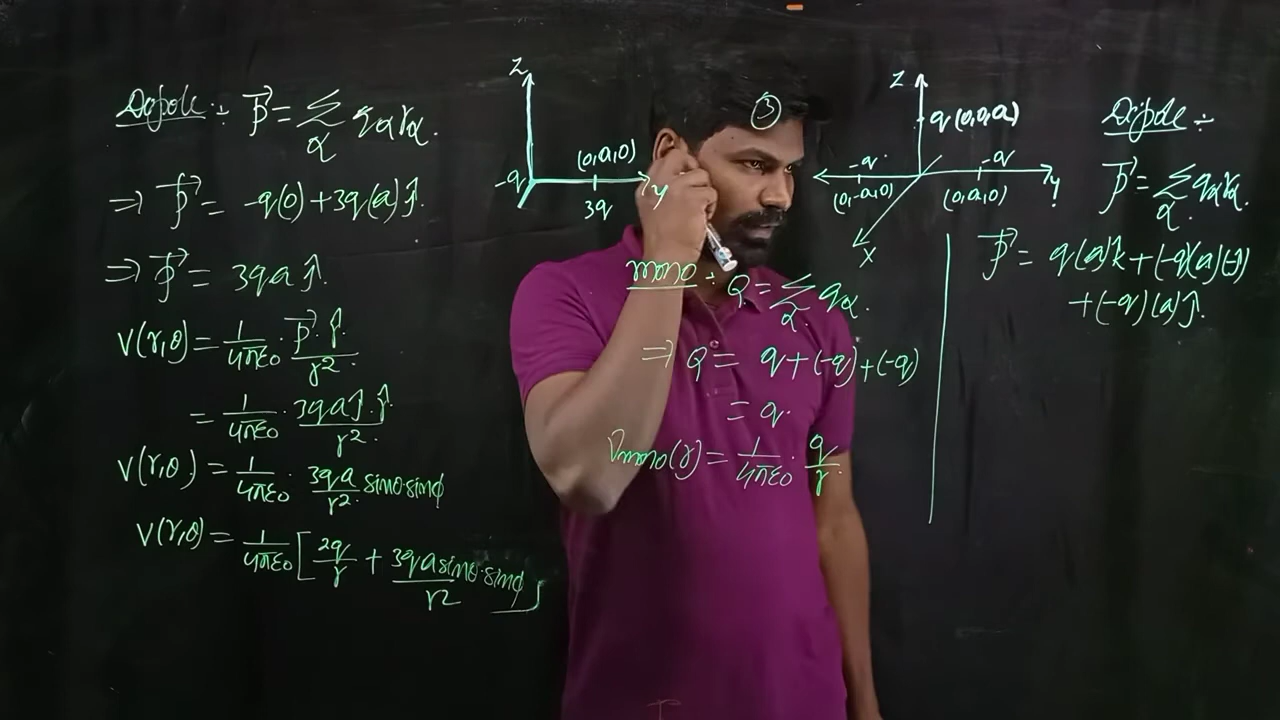 Dipole :- p⃗ = Σ_α q_α r_α.
⇒ p⃗ = -q(0) + 3q(a) ĵ.
⇒ p⃗ = 3qa ĵ.
V(r,θ) = 1/4πε0 · p⃗·r̂/r2
= 1/4πε0 · 3qa ĵ·r̂/r2.
V(r,θ) = 1/4πε0 · 3qa/r2. sinθ·sinφ
V(r,θ) = 1/4πε0 [2q/r + 3qa sinθ·sinφ/r2]
Z
-q
(0,a,0)
3q
y
③
mono :- Q = Σ_α q_α.
⇒ Q = q + (-q) + (-q)
= q.
Vmono(r) = 1/4πε0 · q/r.
Z
q(0,0,a)
-q
(0,-a,0)
-q
(0,a,0)
y
X
Dipole :-
p⃗ = Σ_α q_α r_α.
p⃗ = q(a)k̂ + (-q)(a)(-ĵ)
+ (-q)(a)ĵ.